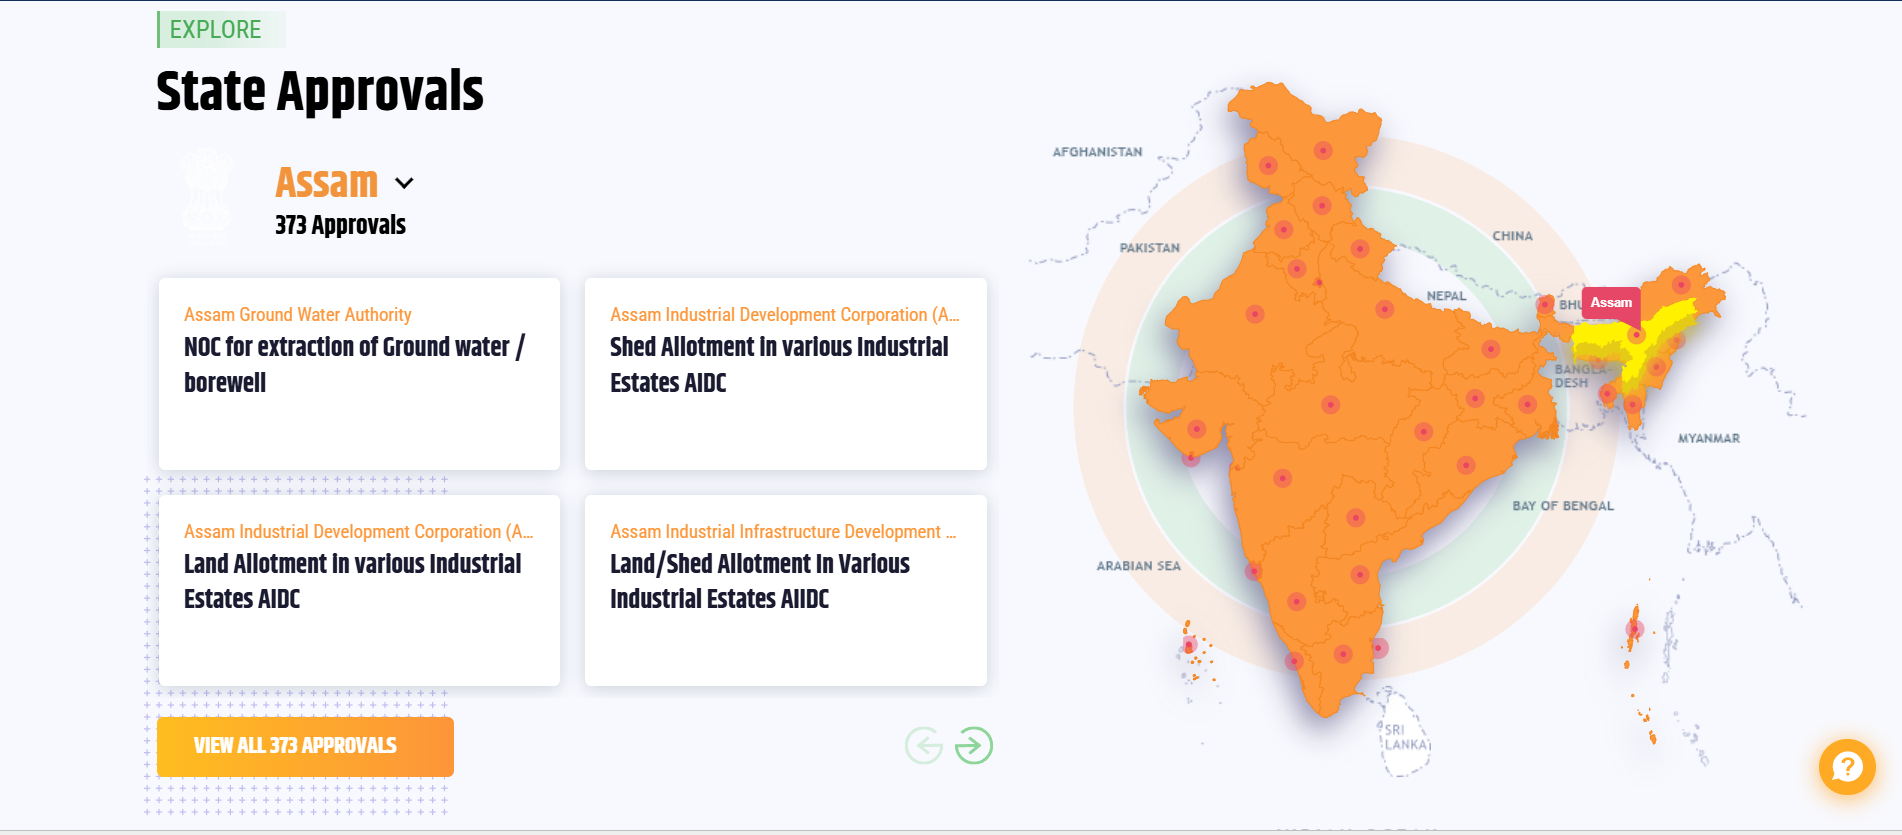 EXPLORE
State Approvals
Assam
373 Approvals
Assam Ground Water Authority
NOC for extraction of Ground water /
borewell
Assam Industrial Development Corporation (A...
Shed Allotment in various Industrial
Estates AIDC
Assam Industrial Development Corporation (A...
Land Allotment in various Industrial
Estates AIDC
Assam Industrial Infrastructure Development ...
Land/Shed Allotment In Various
Industrial Estates AIIDC
VIEW ALL 373 APPROVALS
AFGHANISTAN
PAKISTAN
CHINA
NEPAL
BHU
Assam
BANGLA-
DESH
MYANMAR
BAY OF BENGAL
ARABIAN SEA
SRI
LANKA
?